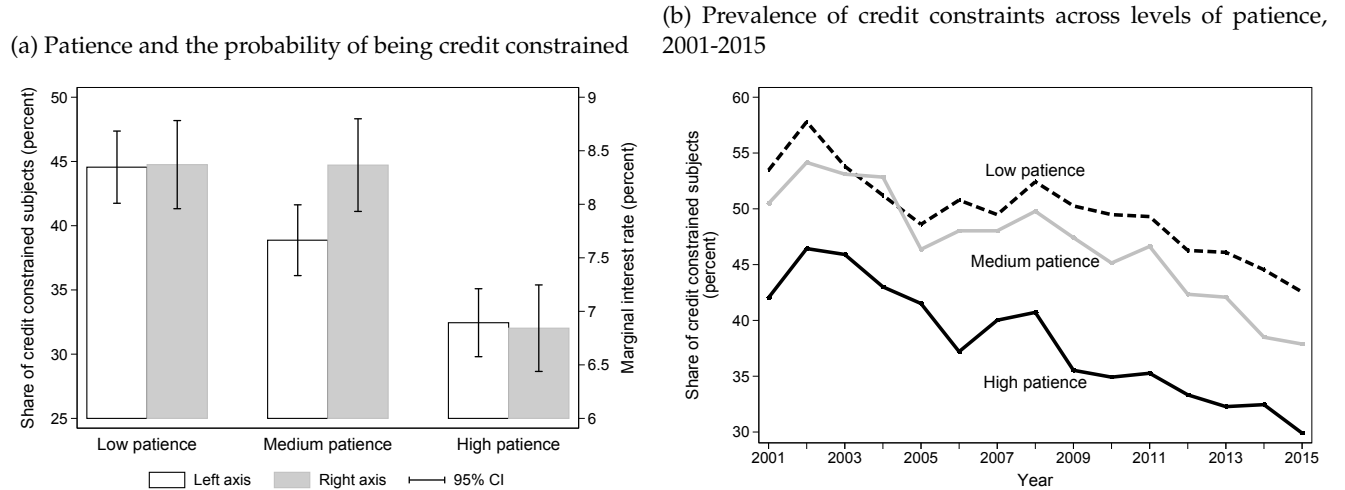 (a) Patience and the probability of being credit constrained
(b) Prevalence of credit constraints across levels of patience,
2001-2015
Share of credit constrained subjects (percent)
50
45
40
35
30
25
Marginal interest rate (percent)
9
8.5
8
7.5
7
6.5
6
Low patience
Medium patience
High patience
Left axis
Right axis
95% CI
Share of credit constrained subjects
(percent)
60
55
50
45
40
35
30
Low patience
Medium patience
High patience
2001
2003
2005
2007
2009
2011
2013
2015
Year